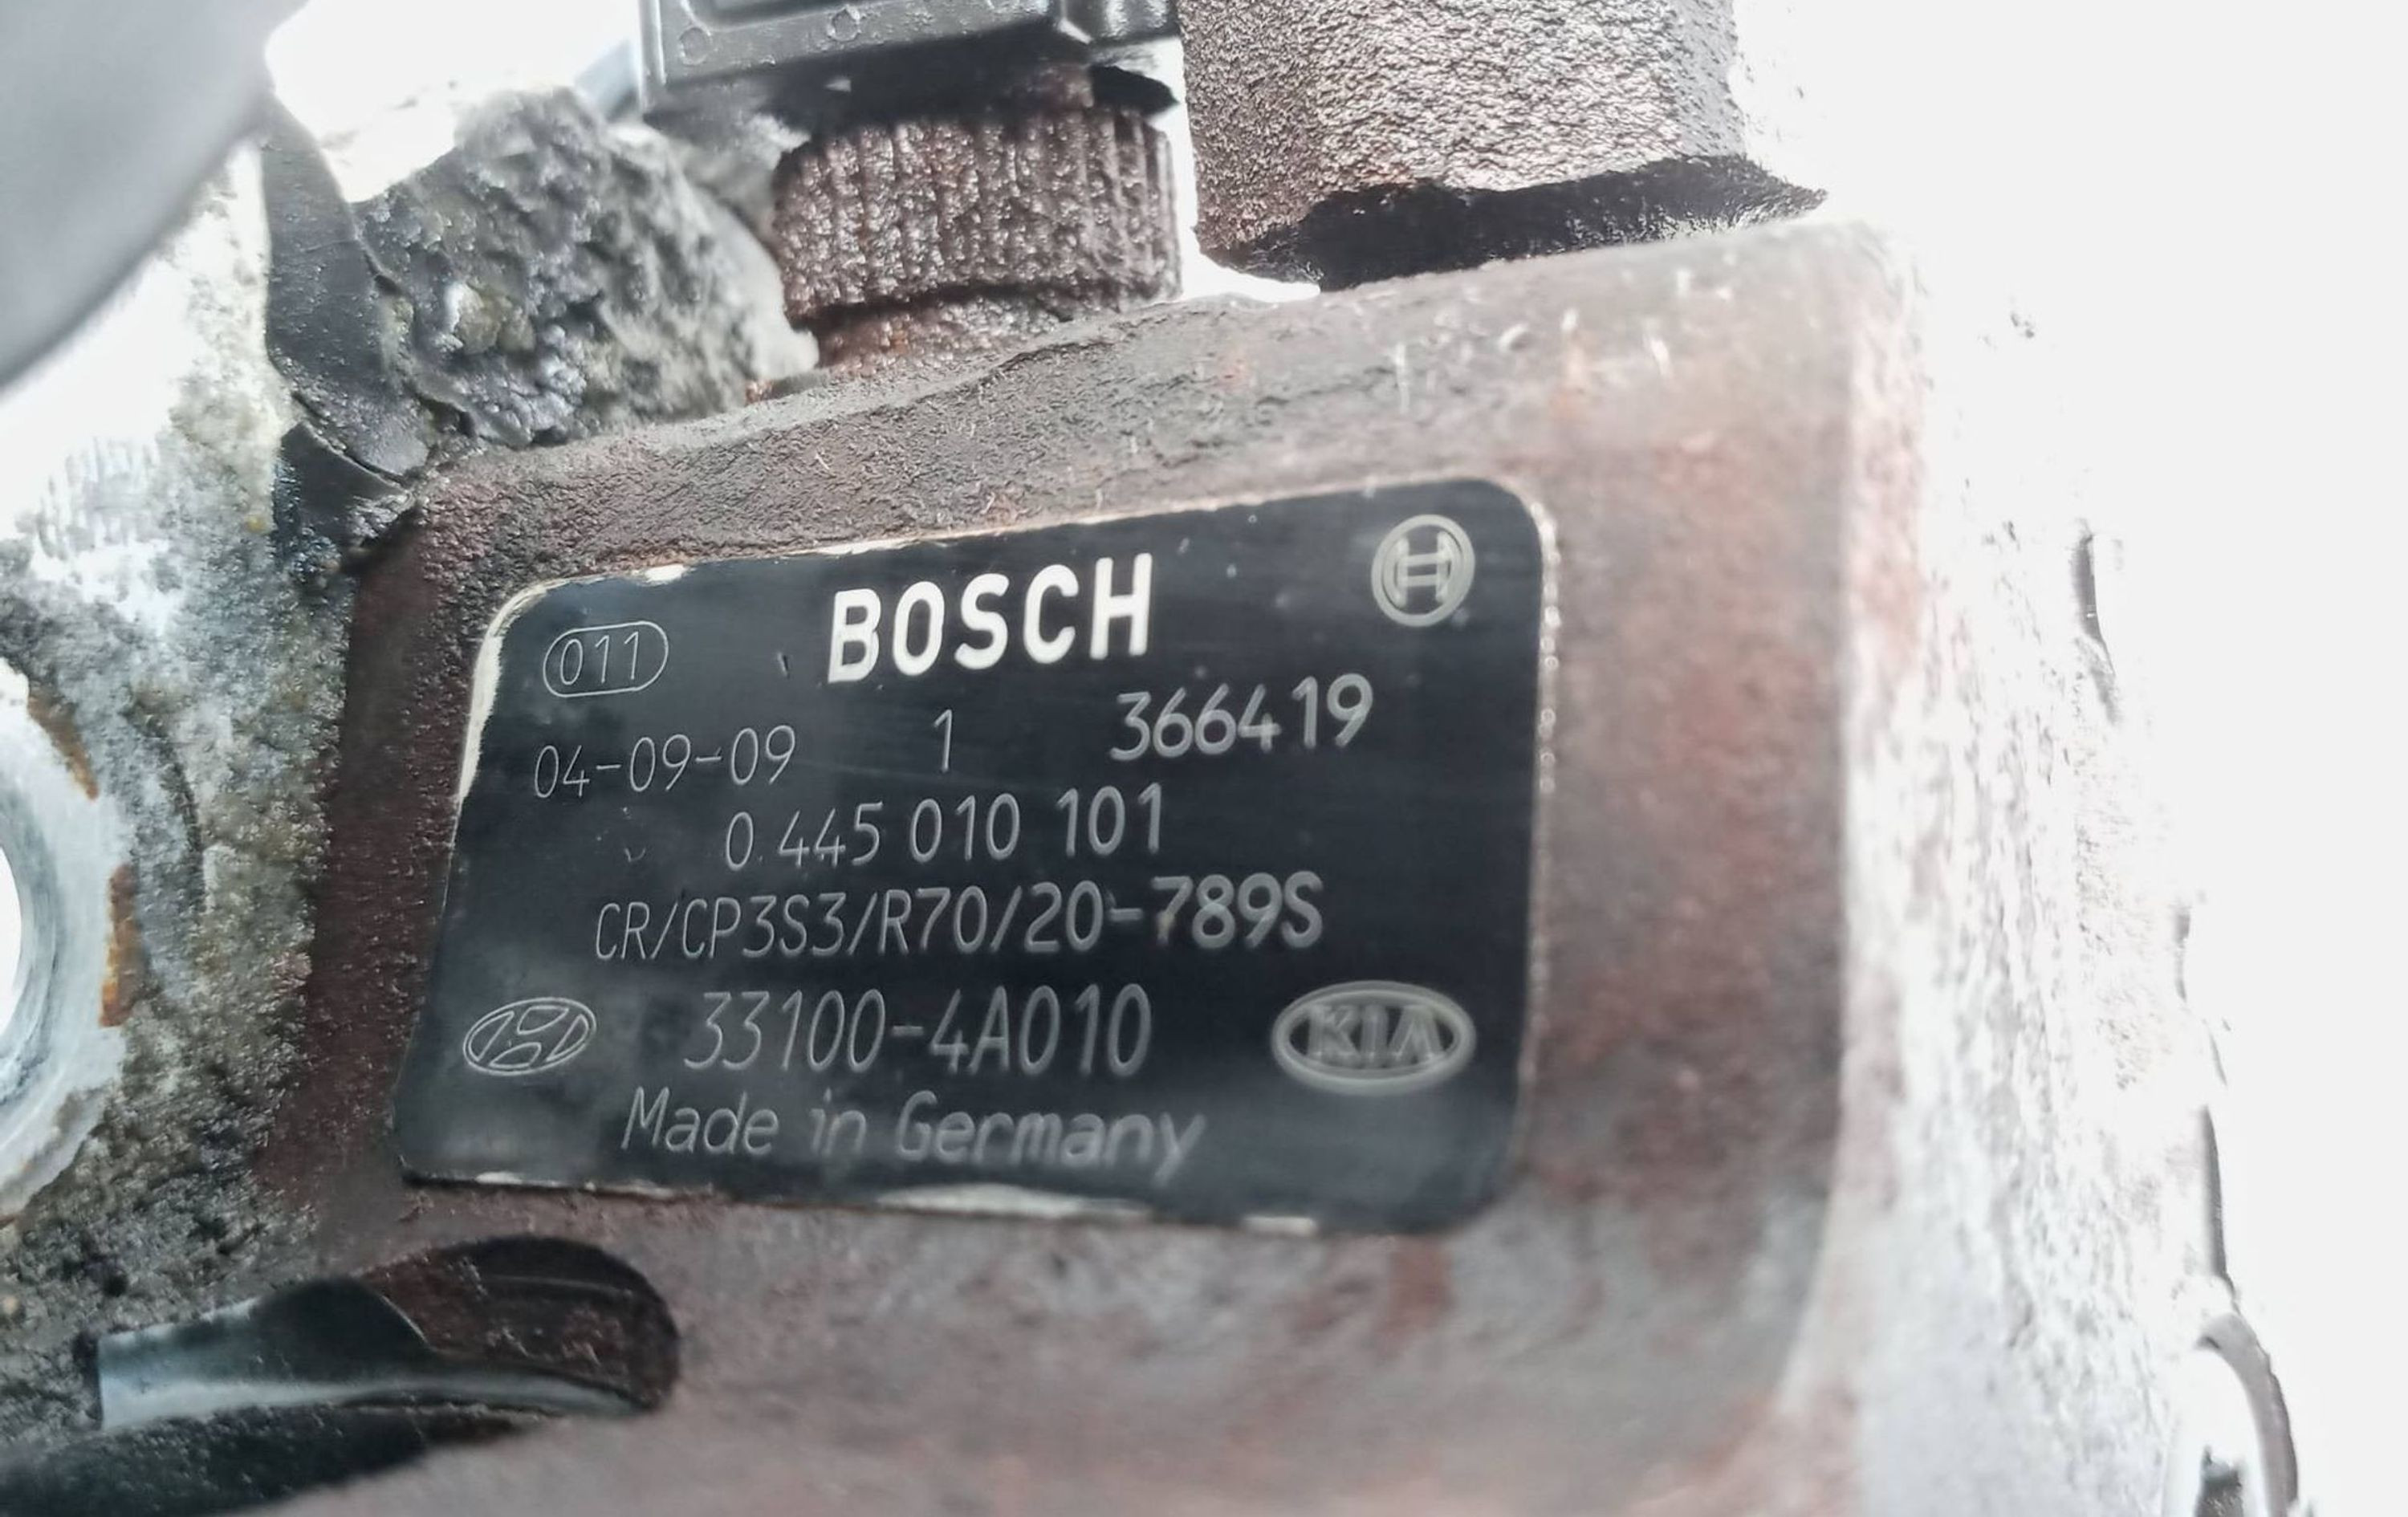 BOSCH
011
04-09-09 1 366419
0 445 010 101
CR/CP3S3/R70/20-789S
33100-4A010 KIA
Made in Germany